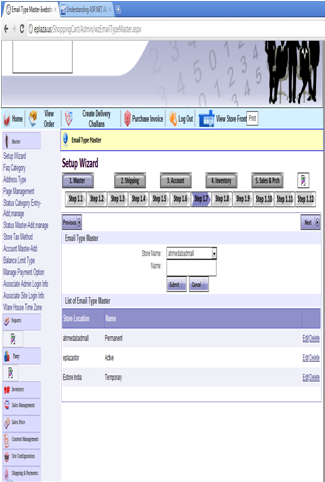 Email Type Master-Aweboh
Understanding ASP.NET A
eplaza.us/ShoppingCart/Admin/wzEmailTypeMaster.aspx
Home
View Order
Create Delivery Challans
Purchase Invoice
Log Out
View Store Front
Print
Master
Email Type Master
Setup Wizard
Faq Category
Address Type
Page Management
Status Category Entry-
Add,manage
Status Master-Add,manage
Store Tax Method
Account Master-Add
Balance Limit Type
Manage Payment Option
Associate Admin Login Info
Associate Site Login Info
Ware House Time Zone
Reports
Party
Inventory
Sales Management
Sales Price
Content Management
Site Configuration
Shipping & Payments
Setup Wizard
1. Master
2. Shipping
3. Account
4. Inventory
5. Sales & Prch
Step 1.1
Step 1.2
Step 1.3
Step 1.4
Step 1.5
Step 1.6
Step 1.7
Step 1.8
Step 1.9
Step 1.10
Step 1.11
Step 1.12
Previous
Next
Email Type Master
Store Name:
ahmedabadmall
Name:
Submit
Cancel
List of Email Type Master
Store Location
Name
ahmedabadmall
Permanent
Edit
Delete
eplazastor
Active
Edit
Delete
Estore India
Temporary
Edit
Delete